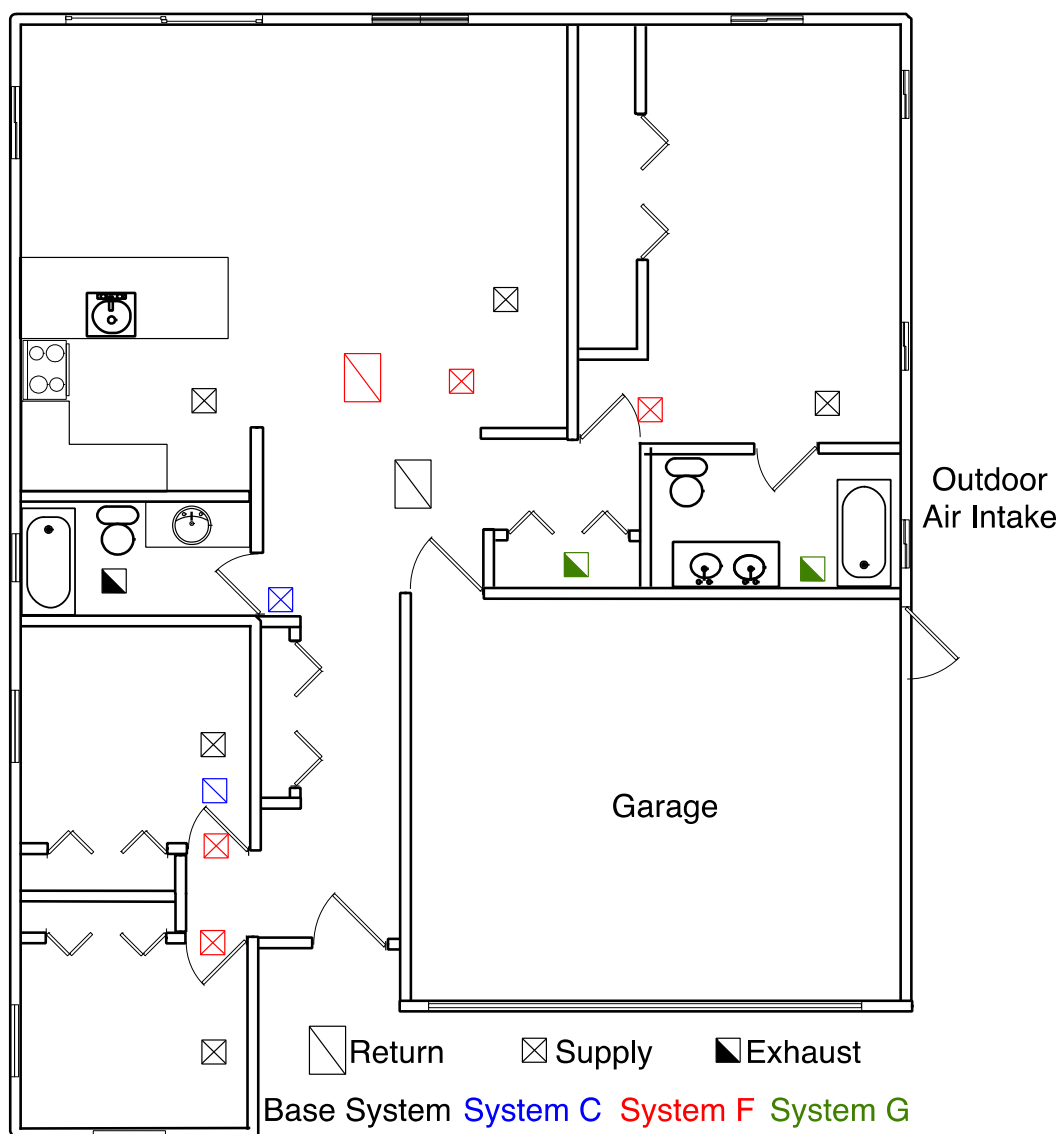 Outdoor
Air Intake
Garage
Return Supply Exhaust
Base System System C System F System G